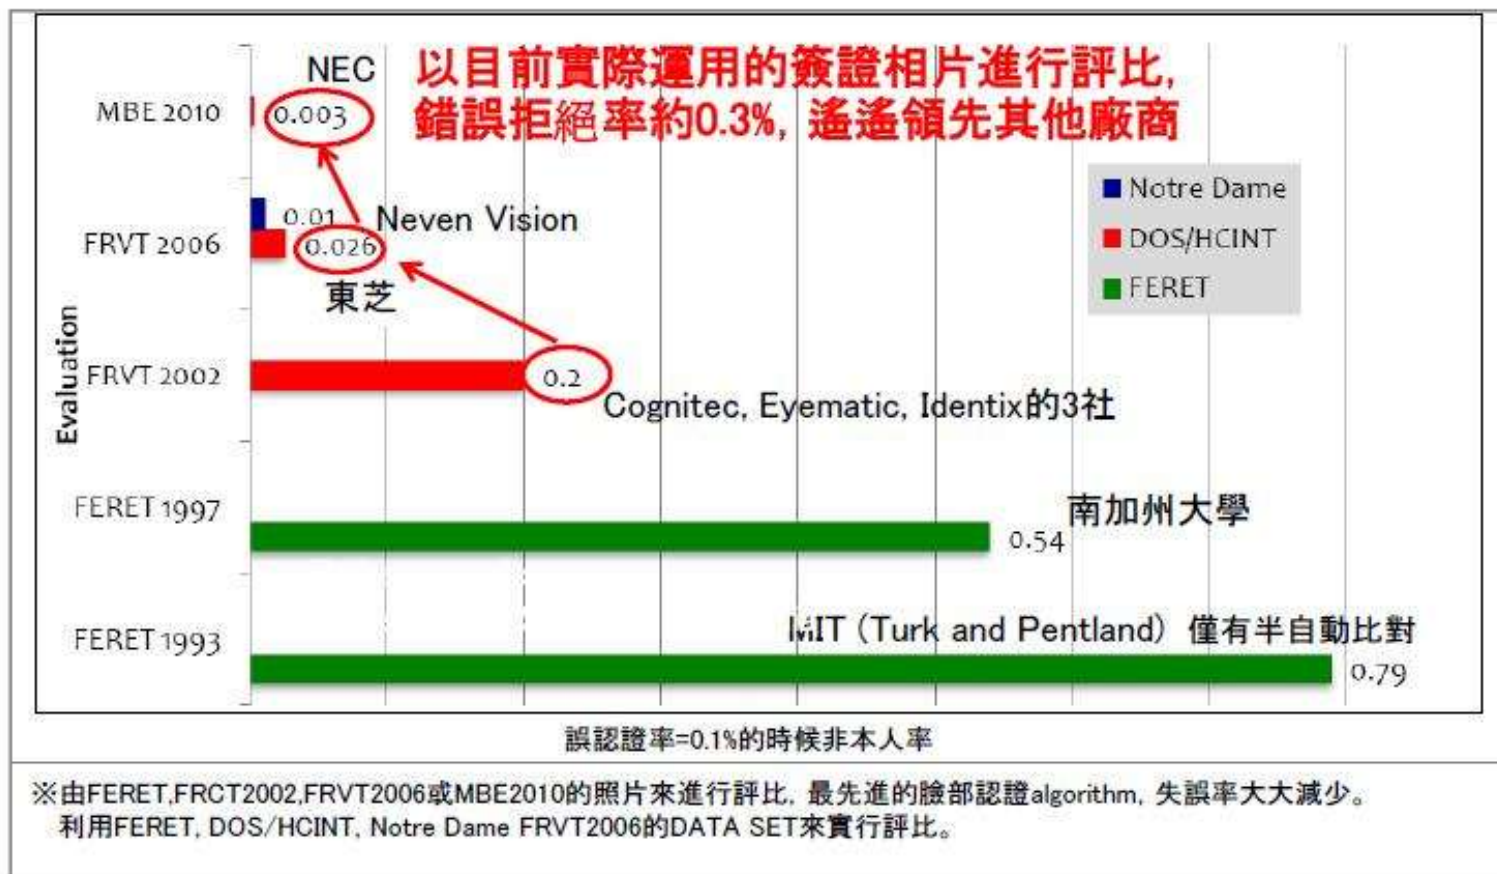 NEC
以目前實際運用的簽證相片進行評比,
錯誤拒絕率約0.3%, 遙遙領先其他廠商
MBE 2010
0.003
Notre Dame
DOS/HCINT
FERET
0.01
Neven Vision
FRVT 2006
0.026
東芝
Evaluation
FRVT 2002
0.2
Cognitec, Eyematic, Identix的3社
FERET 1997
南加州大學
0.54
FERET 1993
MIT (Turk and Pentland) 僅有半自動比對
0.79
誤認證率=0.1%的時候非本人率
※由FERET,FRCT2002,FRVT2006或MBE2010的照片來進行評比, 最先進的臉部認證algorithm, 失誤率大大減少。
利用FERET, DOS/HCINT, Notre Dame FRVT2006的DATA SET來實行評比。